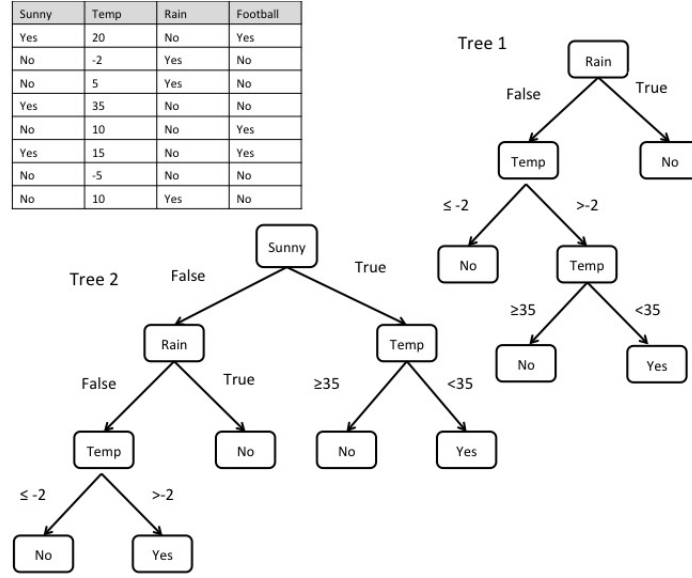 Sunny Temp Rain Football
Yes 20 No Yes
No -2 Yes No
No 5 Yes No
Yes 35 No No
No 10 No Yes
Yes 15 No Yes
No -5 No No
No 10 Yes No
Tree 1
Rain
False True
Temp No
≤ -2 >-2
No Temp
≥35 <35
No Yes
Tree 2
Sunny
False True
Rain Temp
False True ≥35 <35
Temp No No Yes
≤ -2 >-2
No Yes